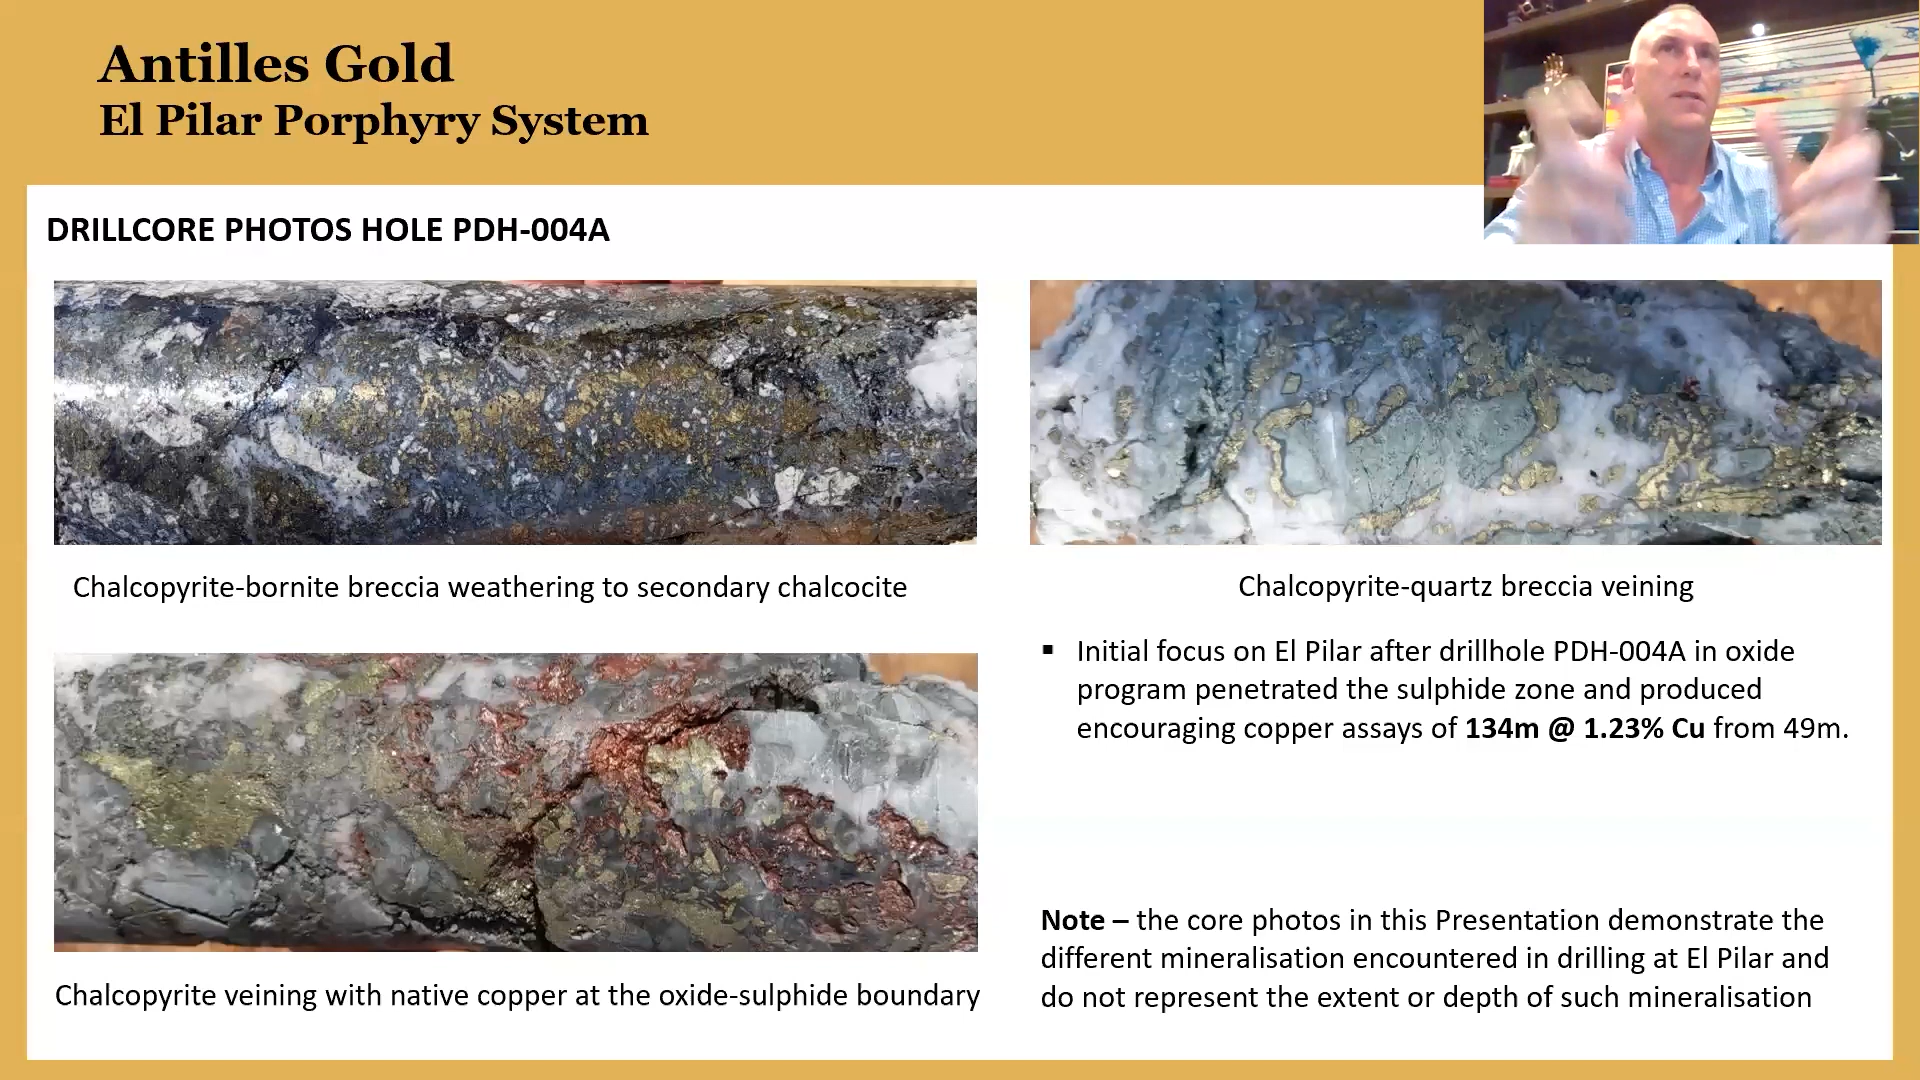 Antilles Gold
El Pilar Porphyry System
DRILLCORE PHOTOS HOLE PDH-004A
Chalcopyrite-bornite breccia weathering to secondary chalcocite
Chalcopyrite-quartz breccia veining
▪ Initial focus on El Pilar after drillhole PDH-004A in oxide
program penetrated the sulphide zone and produced
encouraging copper assays of 134m @ 1.23% Cu from 49m.
Chalcopyrite veining with native copper at the oxide-sulphide boundary
Note – the core photos in this Presentation demonstrate the
different mineralisation encountered in drilling at El Pilar and
do not represent the extent or depth of such mineralisation